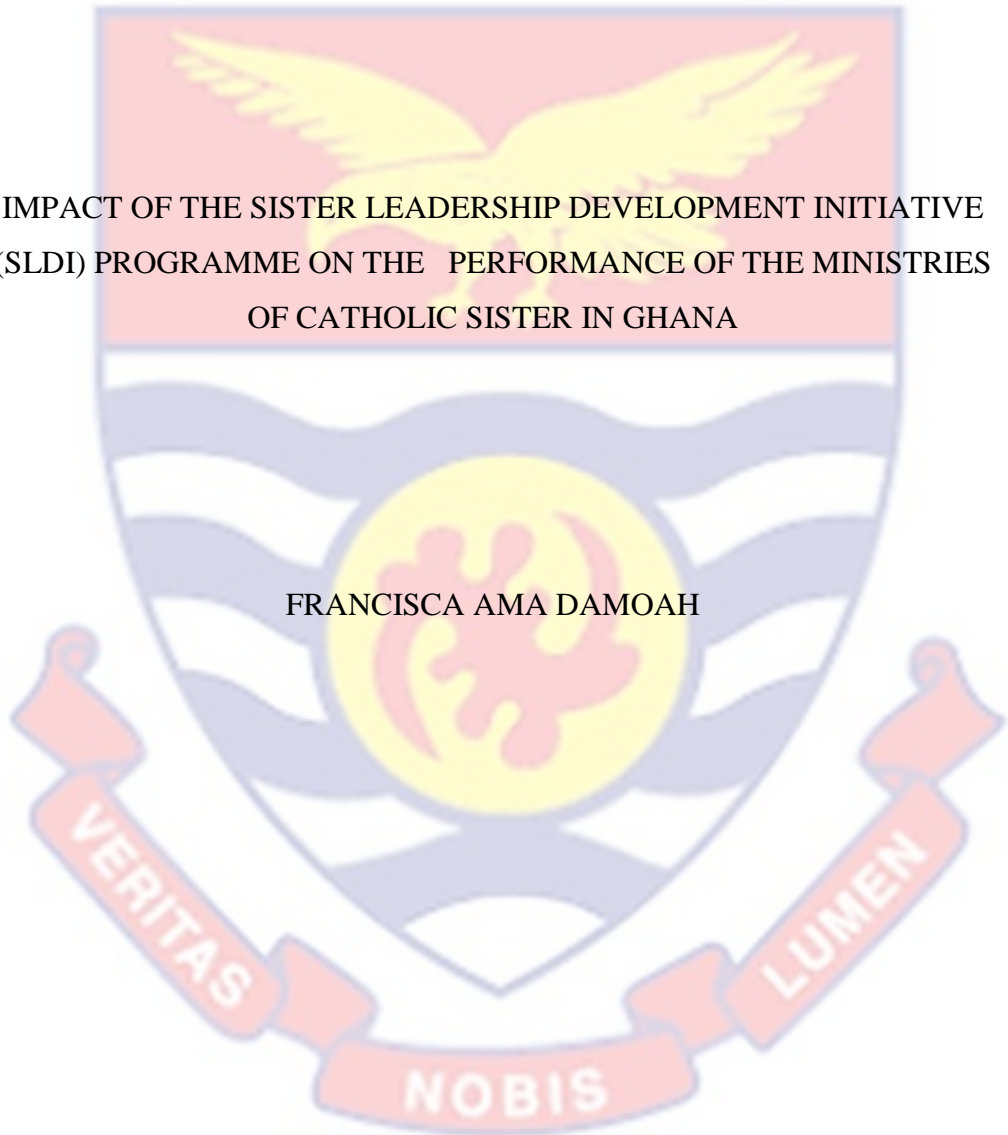 IMPACT OF THE SISTER LEADERSHIP DEVELOPMENT INITIATIVE
(SLDI) PROGRAMME ON THE PERFORMANCE OF THE MINISTRIES
OF CATHOLIC SISTER IN GHANA
FRANCISCA AMA DAMOAH
VERITAS
NOBIS
LUMEN